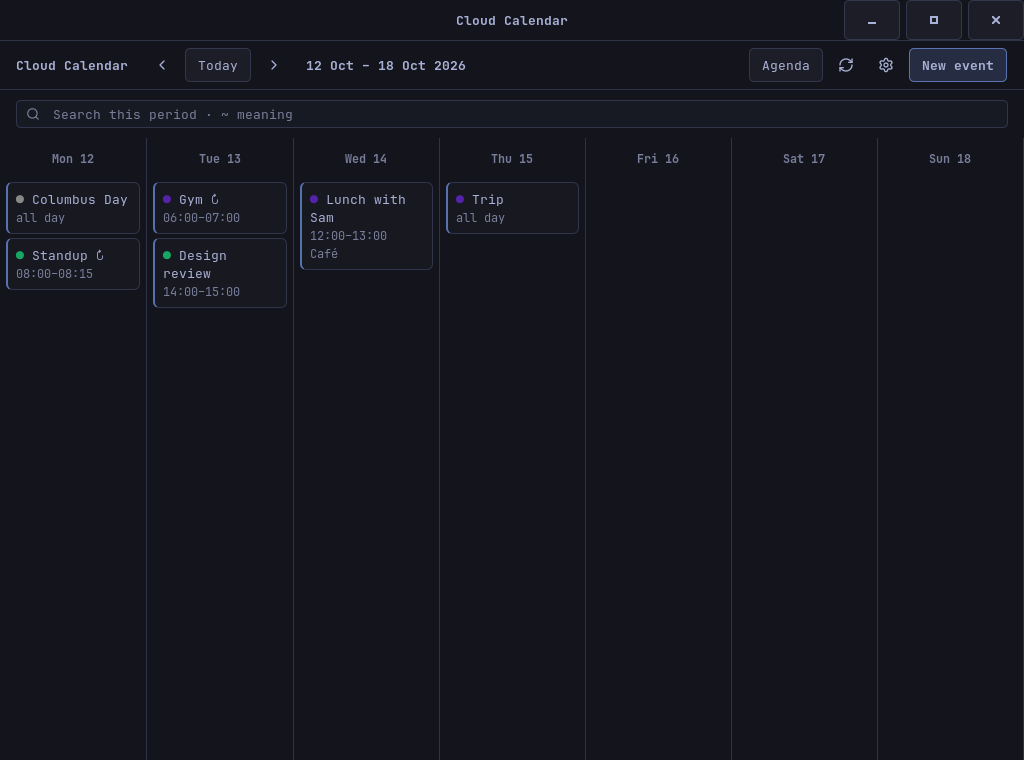 Cloud Calendar
Cloud Calendar
Today
12 Oct – 18 Oct 2026
Agenda
New event
Search this period · ~ meaning
Mon 12
Tue 13
Wed 14
Thu 15
Fri 16
Sat 17
Sun 18
Columbus Day
all day
Standup ↻
08:00–08:15
Gym ↻
06:00–07:00
Design
review
14:00–15:00
Lunch with
Sam
12:00–13:00
Café
Trip
all day